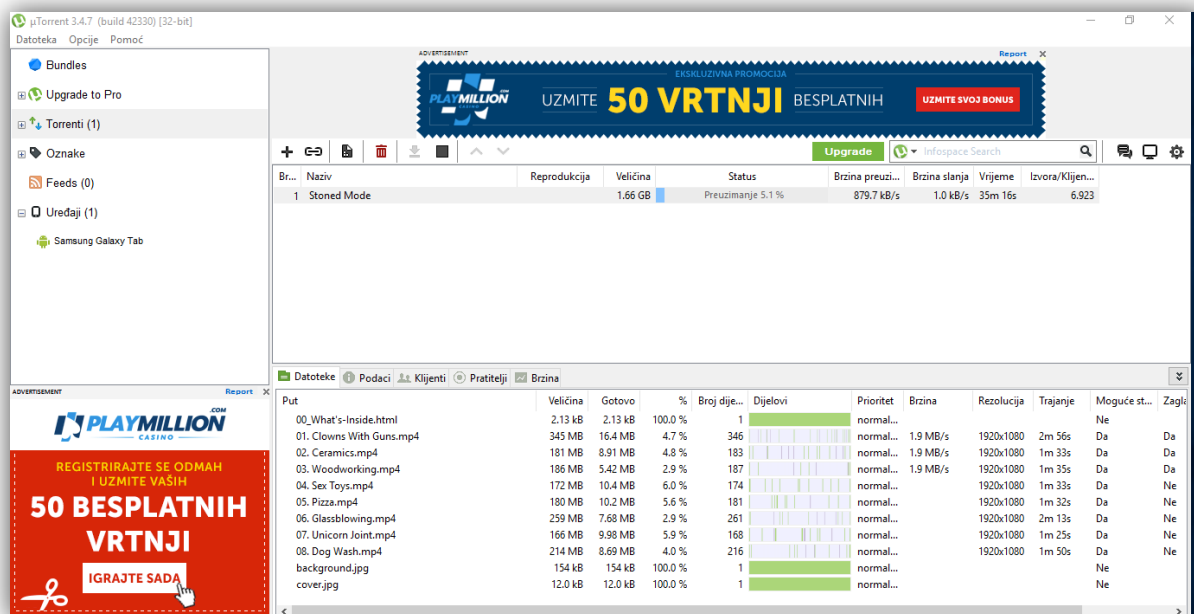 µTorrent 3.4.7 (build 42330) [32-bit]
Datoteka Opcije Pomoć
Bundles
Upgrade to Pro
Torrenti (1)
Oznake
Feeds (0)
Uređaji (1)
Samsung Galaxy Tab
ADVERTISEMENT Report X
PLAYMILLION .COM
CASINO
EKSKLUZIVNA PROMOCIJA
UZMITE 50 VRTNJI BESPLATNIH
UZMITE SVOJ BONUS
Upgrade Infospace Search
Br... Naziv Reprodukcija Veličina Status Brzina preuzi... Brzina slanja Vrijeme Izvora/Klijen...
1 Stoned Mode 1.66 GB Preuzimanje 5.1 % 879.7 kB/s 1.0 kB/s 35m 16s 6.923
ADVERTISEMENT Report X
PLAYMILLION .COM
CASINO
REGISTRIRAJTE SE ODMAH
I UZMITE VAŠIH
50 BESPLATNIH
VRTNJI
IGRAJTE SADA
Datoteke Podaci Klijenti Pratitelji Brzina
Put Veličina Gotovo % Broj dije... Dijelovi Prioritet Brzina Rezolucija Trajanje Moguće st... Zagla
00_What's-Inside.html 2.13 kB 2.13 kB 100.0 % 1 normal... Ne
01. Clowns With Guns.mp4 345 MB 16.4 MB 4.7 % 346 normal... 1.9 MB/s 1920x1080 2m 56s Da Da
02. Ceramics.mp4 181 MB 8.91 MB 4.8 % 183 normal... 1.9 MB/s 1920x1080 1m 33s Da Da
03. Woodworking.mp4 186 MB 5.42 MB 2.9 % 187 normal... 1.9 MB/s 1920x1080 1m 35s Da Da
04. Sex Toys.mp4 172 MB 10.4 MB 6.0 % 174 normal... 1920x1080 1m 33s Da Ne
05. Pizza.mp4 180 MB 10.2 MB 5.6 % 181 normal... 1920x1080 1m 32s Da Ne
06. Glassblowing.mp4 259 MB 7.68 MB 2.9 % 261 normal... 1920x1080 2m 13s Da Ne
07. Unicorn Joint.mp4 166 MB 9.98 MB 5.9 % 168 normal... 1920x1080 1m 25s Da Ne
08. Dog Wash.mp4 214 MB 8.69 MB 4.0 % 216 normal... 1920x1080 1m 50s Da Ne
background.jpg 154 kB 154 kB 100.0 % 1 normal... Ne
cover.jpg 12.0 kB 12.0 kB 100.0 % 1 normal... Ne